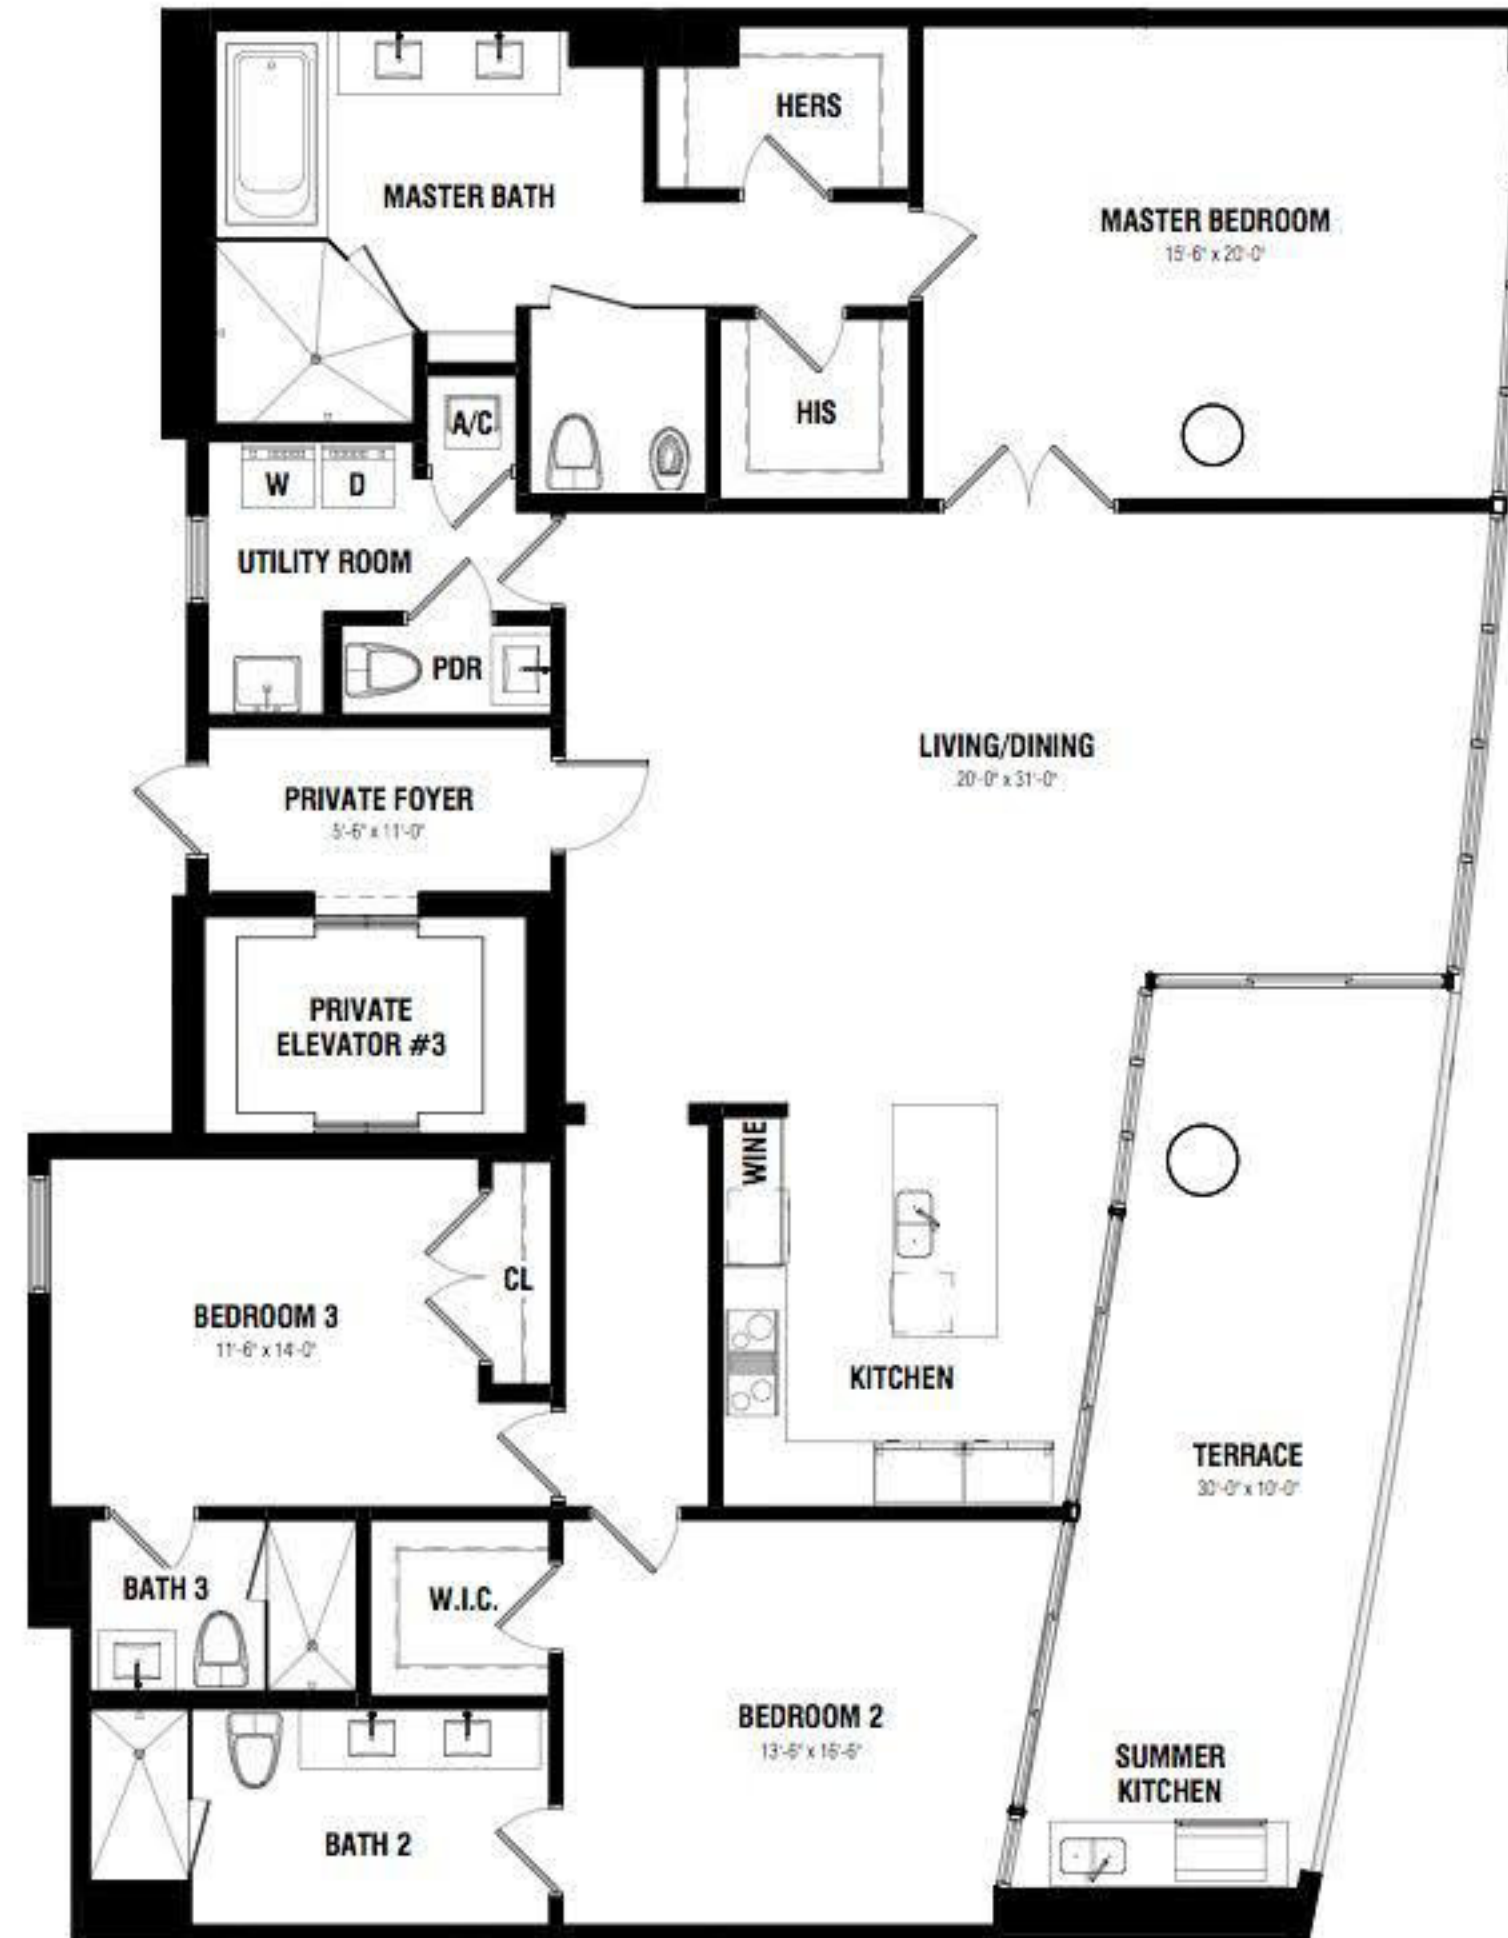 HERS
MASTER BATH
MASTER BEDROOM
15'-6" x 20'-0"
A/C
HIS
W
D
UTILITY ROOM
PDR
LIVING/DINING
20'-0" x 31'-0"
PRIVATE FOYER
5'-6" x 11'-0"
PRIVATE
ELEVATOR #3
WINE
CL
BEDROOM 3
11'-6" x 14'-0"
KITCHEN
TERRACE
30'-0" x 10'-0"
BATH 3
W.I.C.
BEDROOM 2
13'-6" x 16'-6"
SUMMER
KITCHEN
BATH 2